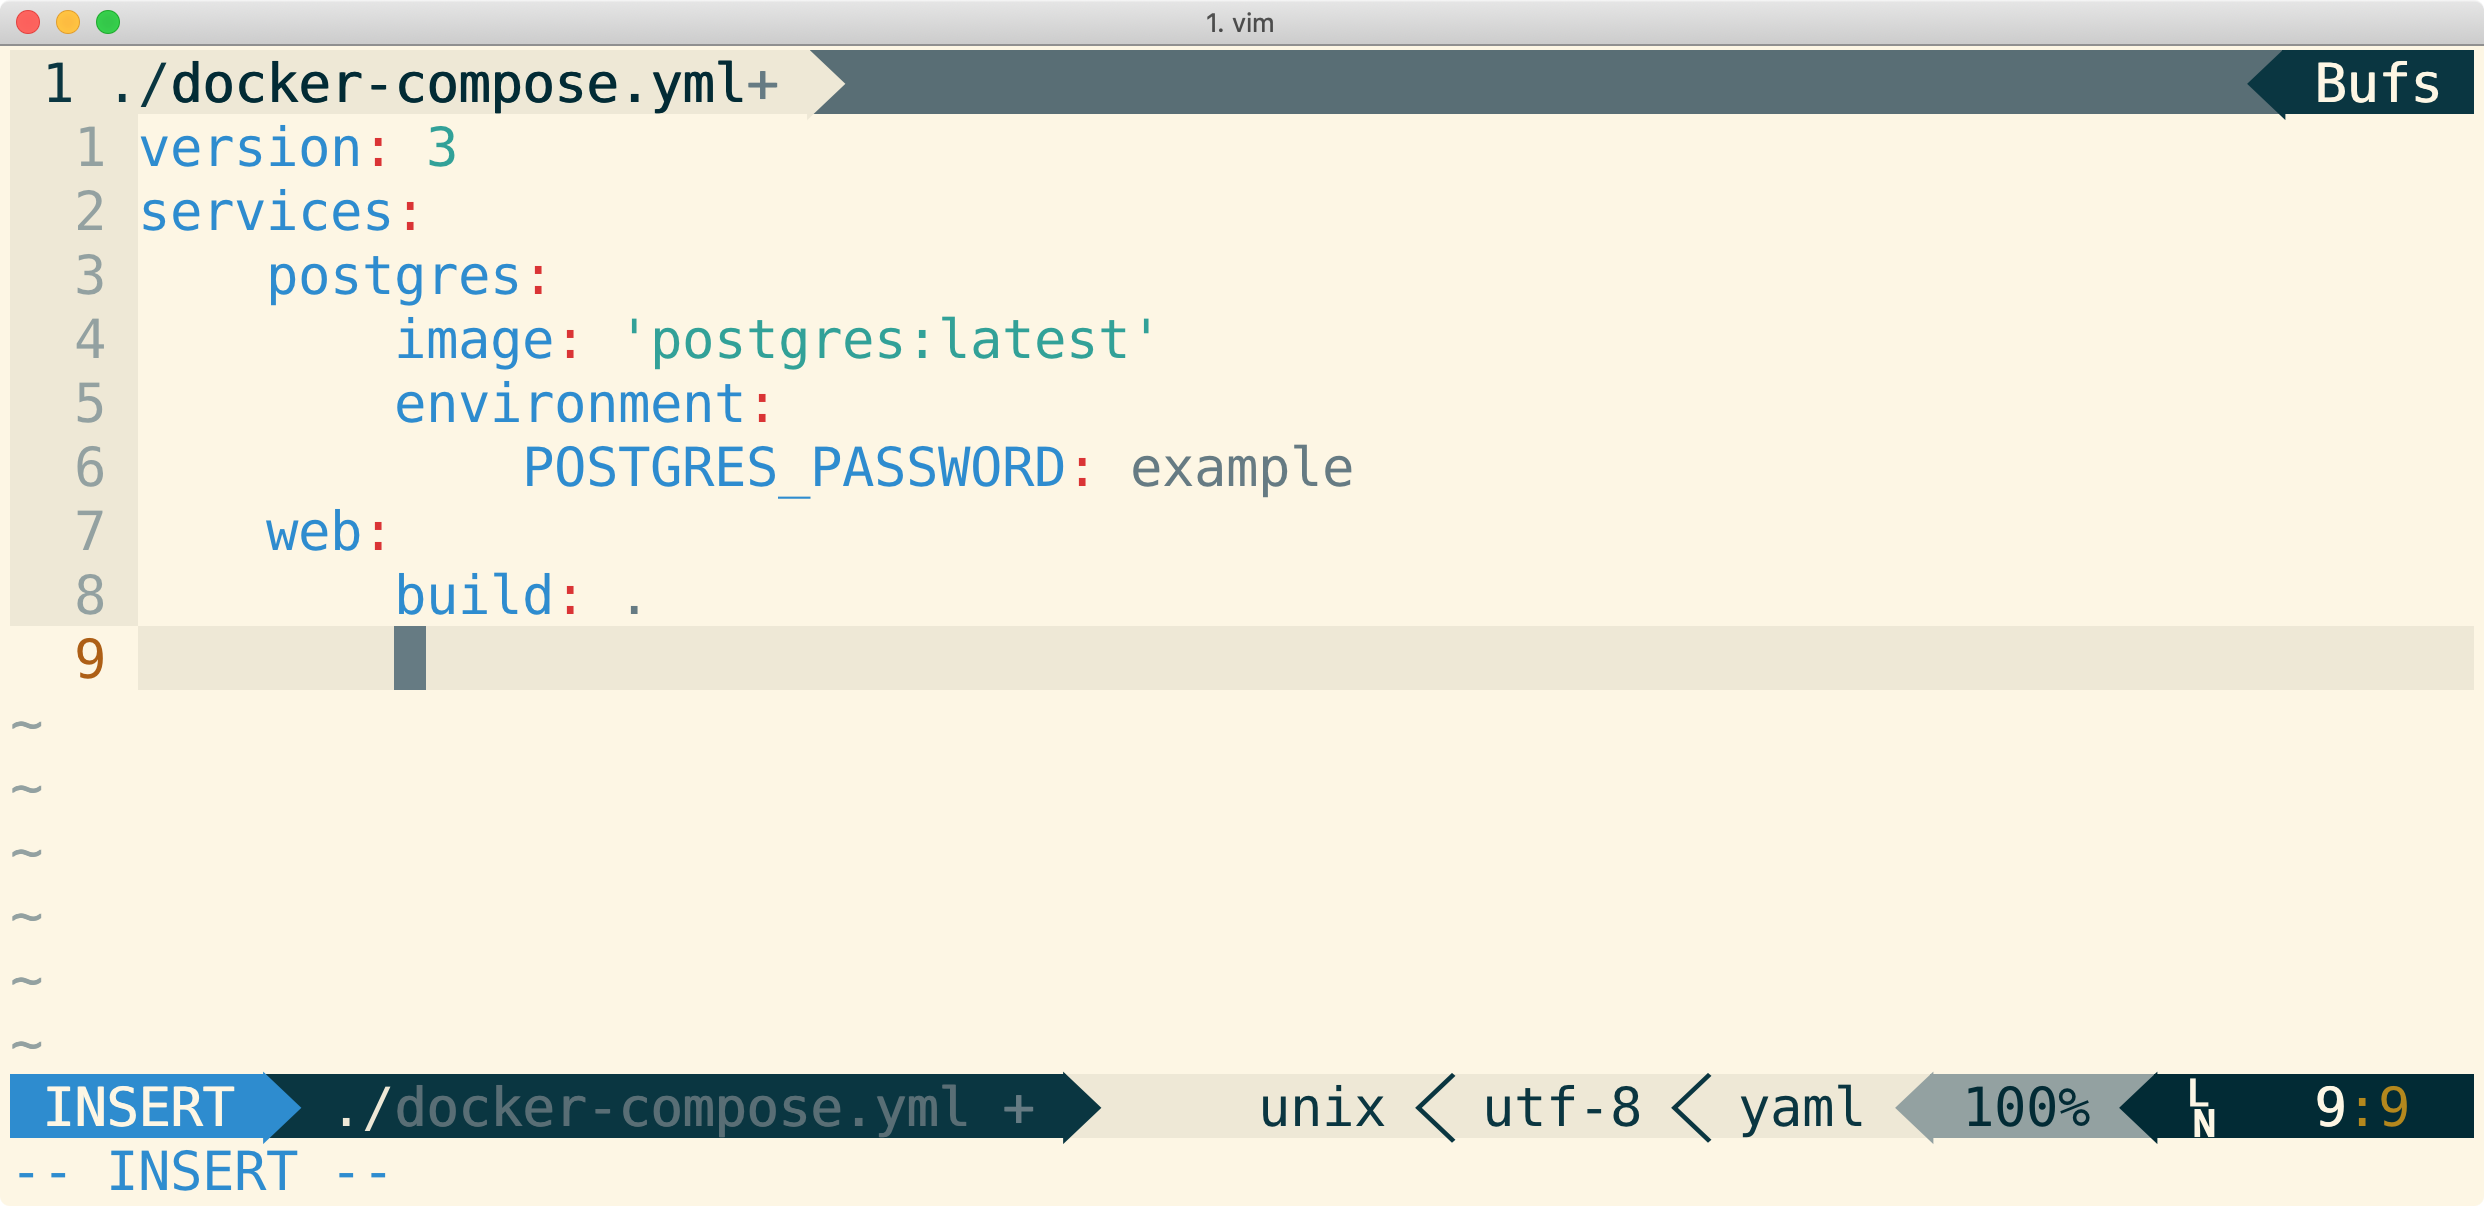 1. vim
1 ./docker-compose.yml+ Bufs
1 version: 3
2 services:
3     postgres:
4         image: 'postgres:latest'
5         environment:
6             POSTGRES_PASSWORD: example
7     web:
8         build: .
9
~
~
~
~
~
~
INSERT ./docker-compose.yml + unix utf-8 yaml 100% LN 9:9
-- INSERT --